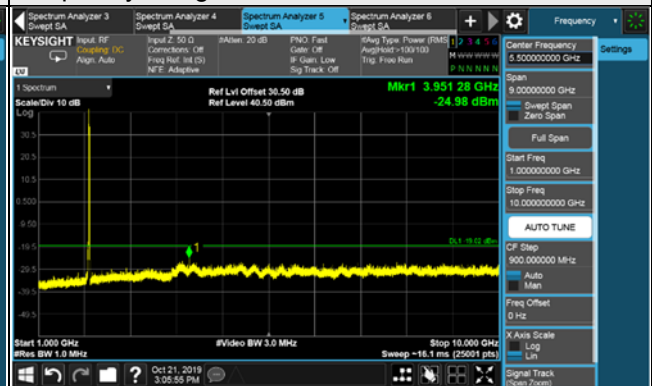 Spectrum Analyzer 3
Swept SA
Spectrum Analyzer 4
Swept SA
Spectrum Analyzer 5
Swept SA
Spectrum Analyzer 6
Swept SA
Frequency
KEYSIGHT
Input: RF
Coupling: DC
Align: Auto
Input Z: 50 Ω
Corrections: Off
Freq Ref: Int (S)
NFE: Adaptive
#Atten: 20 dB
PNO: Fast
Gate: Off
IF Gain: Low
Sig Track: Off
#Avg Type: Power (RMS)
Avg|Hold:>100/100
Trig: Free Run
1 2 3 4 5 6
M W W W W W
P N N N N N
LXI
1 Spectrum
Scale/Div 10 dB
Log
Ref Lvl Offset 30.50 dB
Ref Level 40.50 dBm
Mkr1 3.951 28 GHz
-24.98 dBm
30.5
20.5
10.5
0.500
-9.50
-19.5
-29.5
-39.5
-49.5
1
Start 1.000 GHz
#Res BW 1.0 MHz
#Video BW 3.0 MHz
Stop 10.000 GHz
Sweep ~16.1 ms (25001 pts)
Oct 21, 2019
3:05:55 PM
Center Frequency
5.500000000 GHz
Settings
Span
9.00000000 GHz
Swept Span
Zero Span
Full Span
Start Freq
1.000000000 GHz
Stop Freq
10.000000000 GHz
AUTO TUNE
CF Step
900.000000 MHz
Auto
Man
Freq Offset
0 Hz
X Axis Scale
Log
Lin
Signal Track
(Span Zoom)